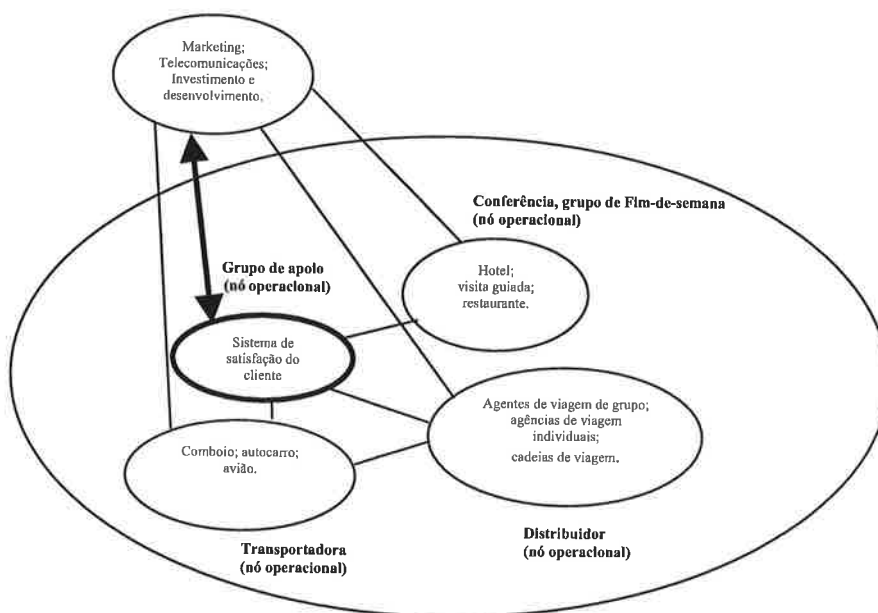 Marketing;
Telecomunicações;
Investimento e
desenvolvimento.
Conferência, grupo de Fim-de-semana
(nó operacional)
Grupo de apoio
(nó operacional)
Hotel;
visita guiada;
restaurante.
Sistema de
satisfação do
cliente
Agentes de viagem de grupo;
agências de viagem
individuais;
cadeias de viagem.
Comboio; autocarro;
avião.
Transportadora
(nó operacional)
Distribuidor
(nó operacional)